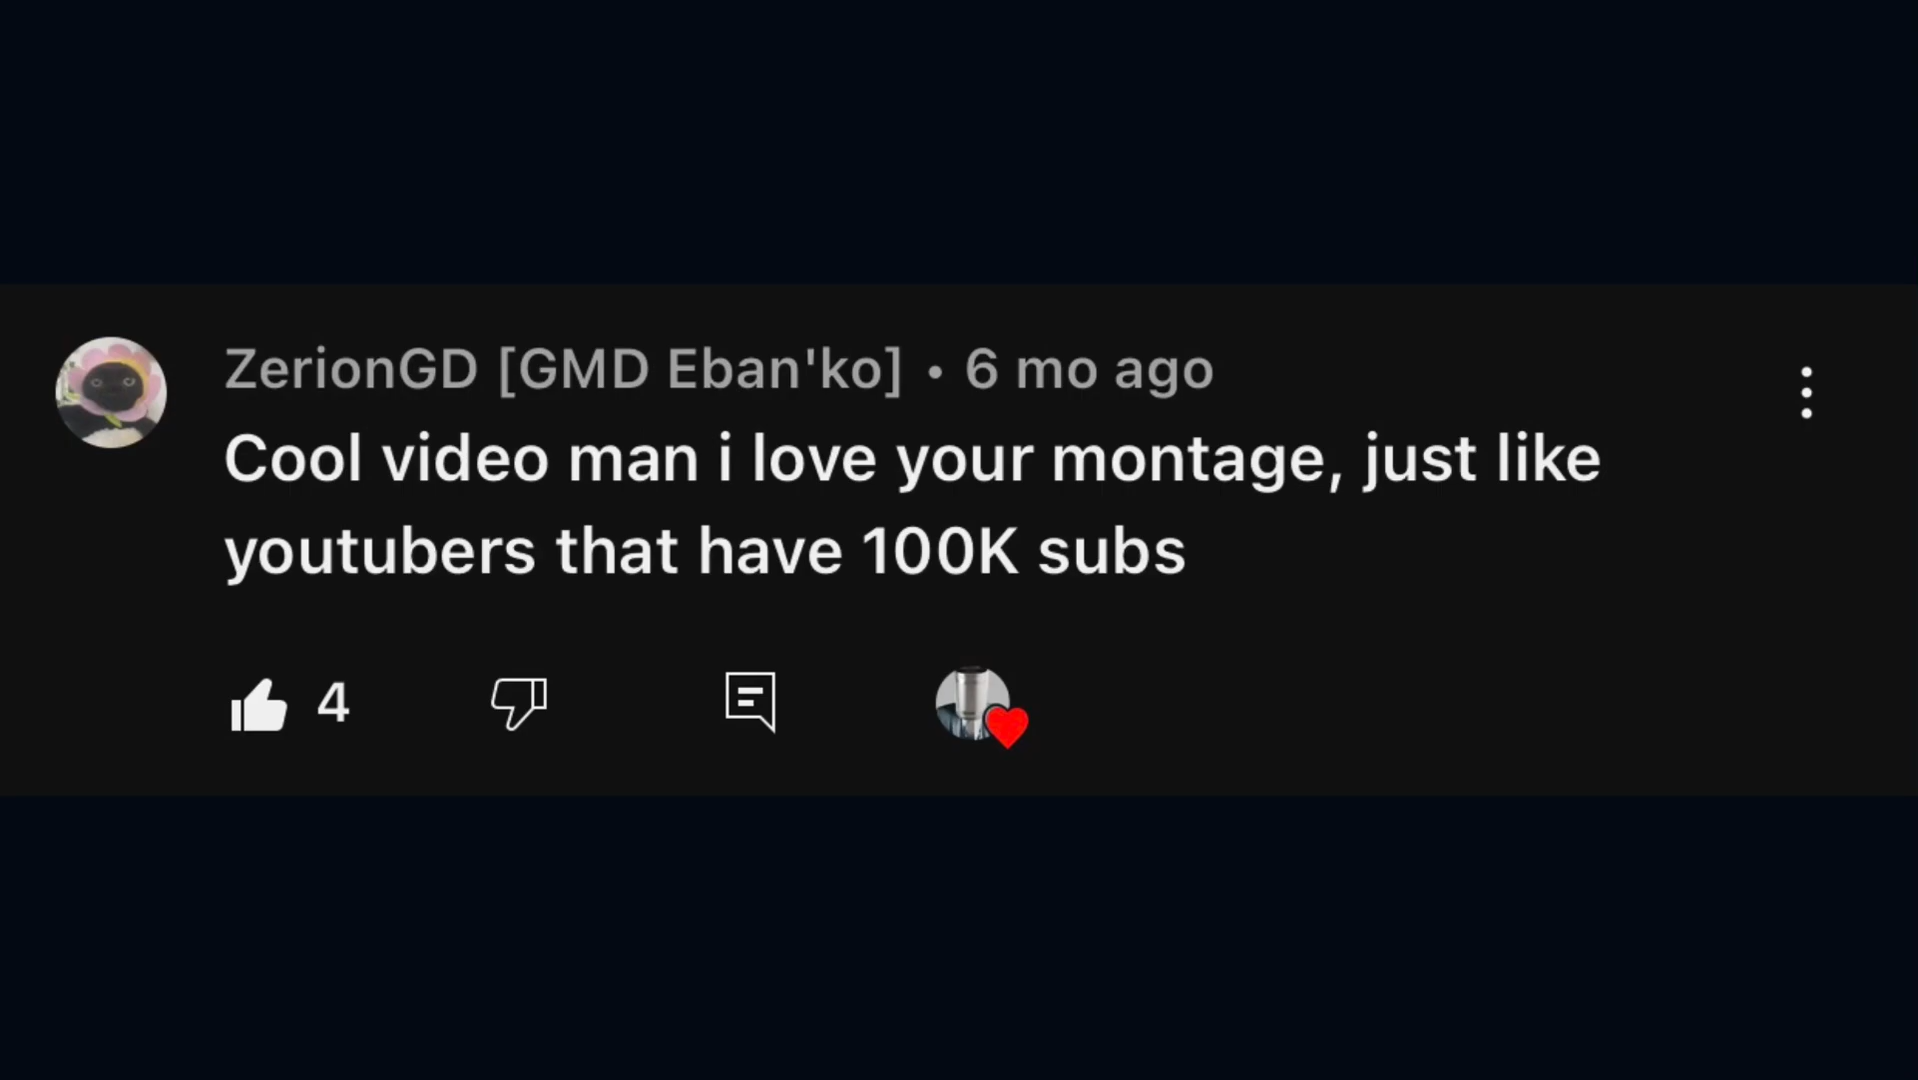 ZerionGD [GMD Eban'ko] • 6 mo ago
Cool video man i love your montage, just like
youtubers that have 100K subs
4